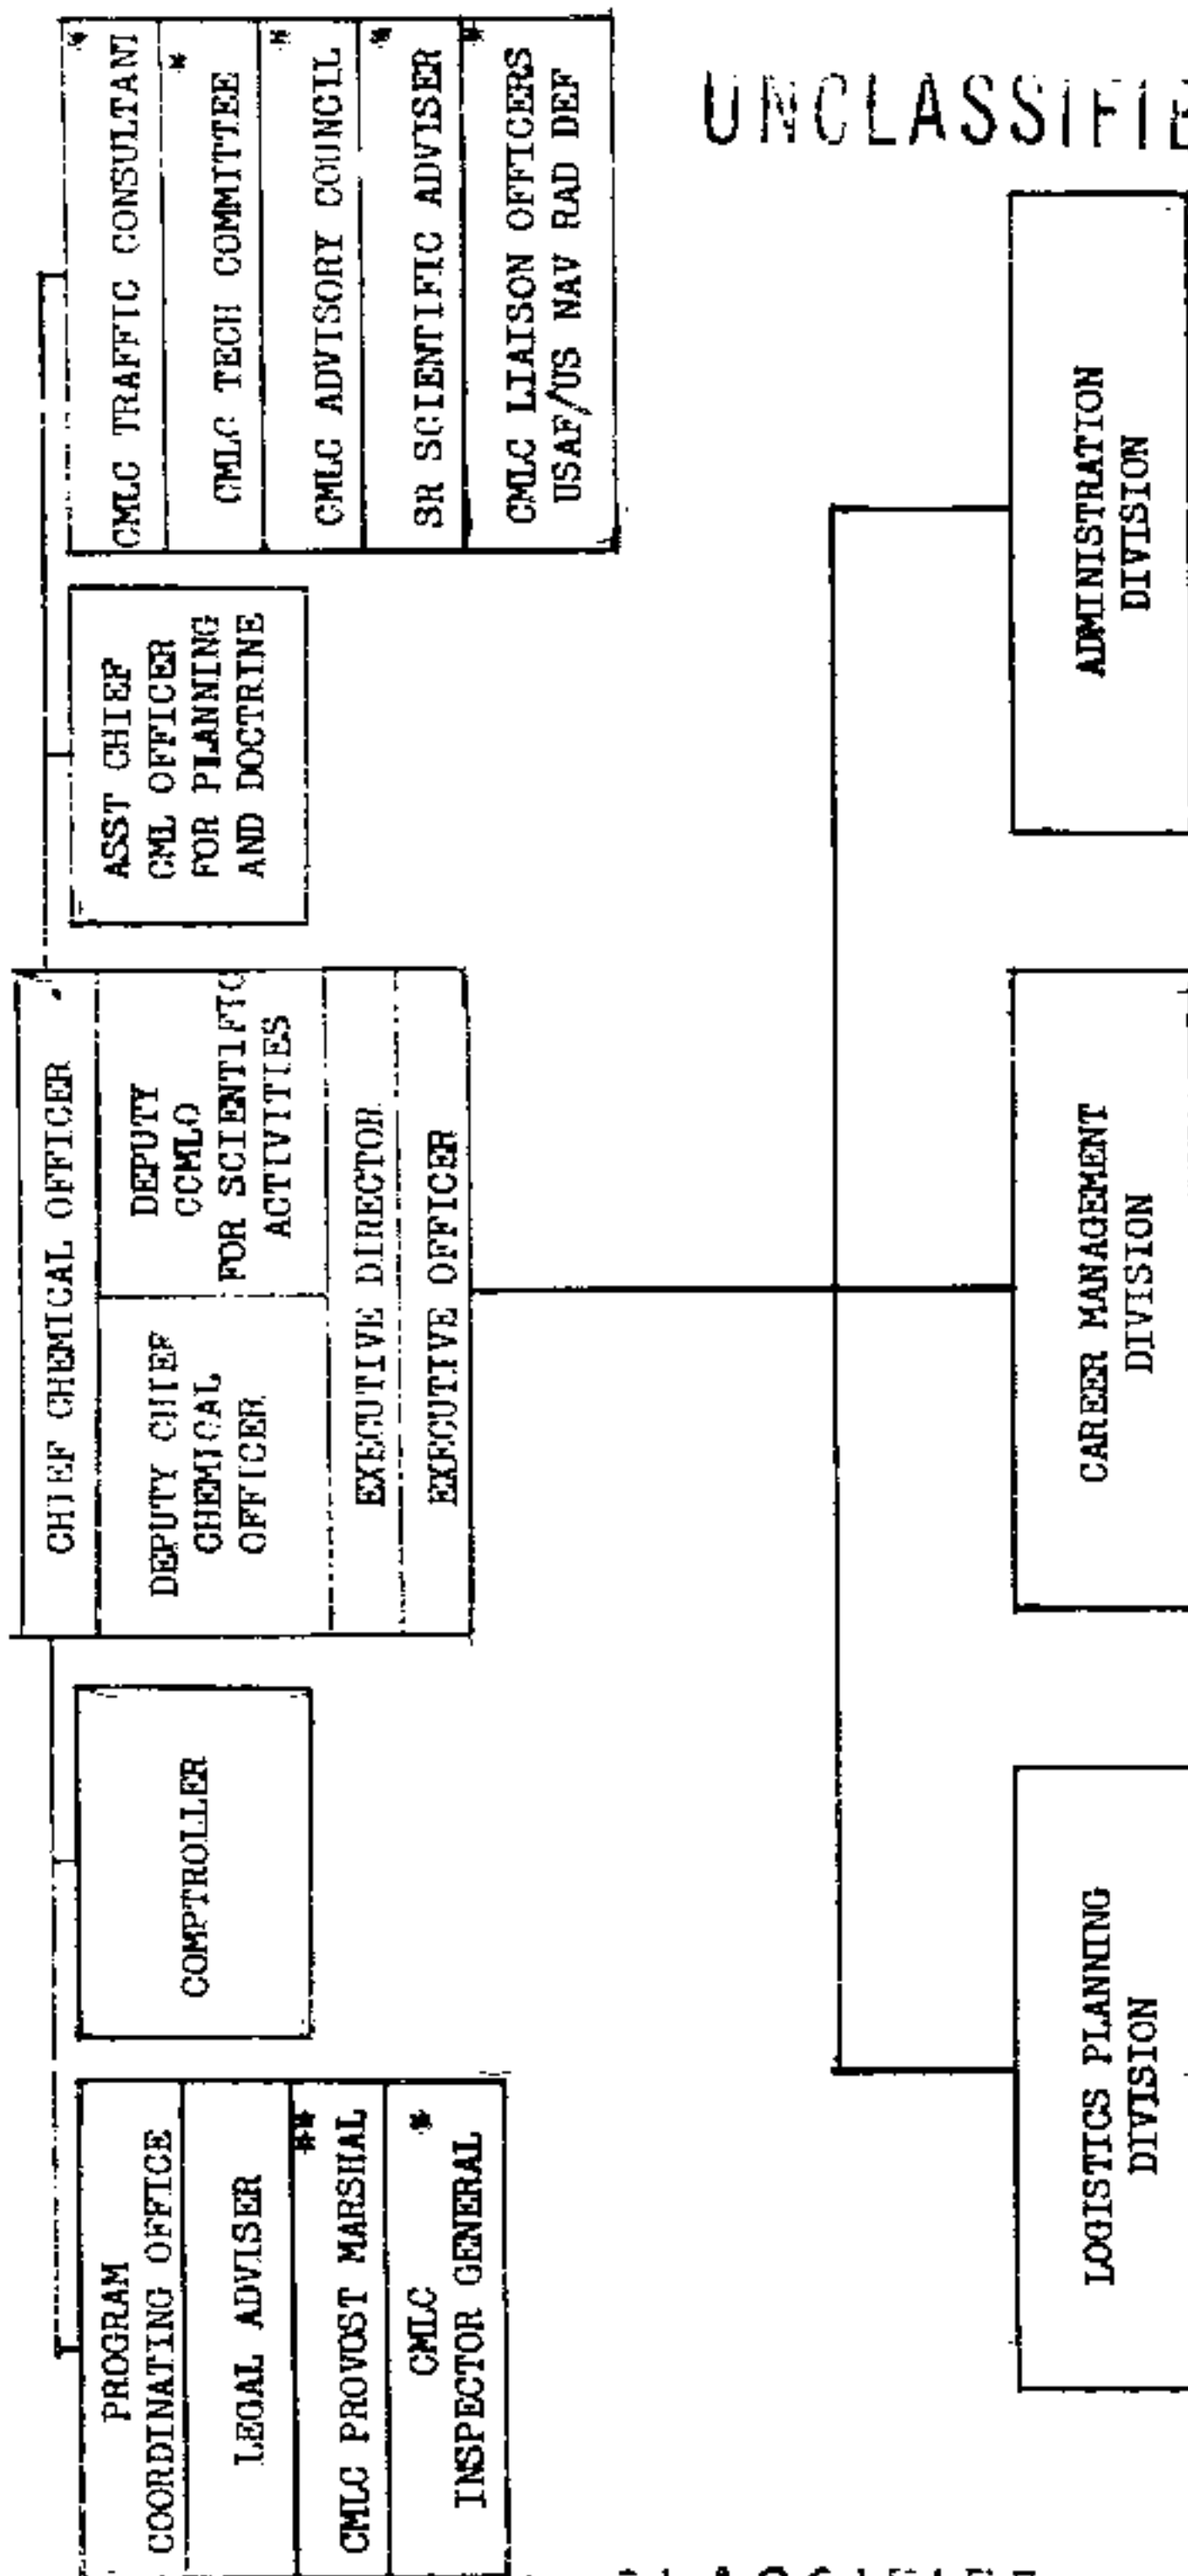 PROGRAM
COORDINATING OFFICE
LEGAL ADVISER
**
CMLC PROVOST MARSHAL
*
CMLC
INSPECTOR GENERAL
COMPTROLLER
CHIEF CHEMICAL OFFICER
DEPUTY CHIEF
CHEMICAL
OFFICER
DEPUTY
CCMLO
FOR SCIENTIFIC
ACTIVITIES
EXECUTIVE DIRECTOR
EXECUTIVE OFFICER
ASST CHIEF
CML OFFICER
FOR PLANNING
AND DOCTRINE
*
CMLC TRAFFIC CONSULTANT
*
CMLC TECH COMMITTEE
*
CMLC ADVISORY COUNCIL
*
SR SCIENTIFIC ADVISER
*
CMLC LIAISON OFFICERS
USAF/US NAV RAD DEF
UNCLASSIFIE
LOGISTICS PLANNING
DIVISION
CAREER MANAGEMENT
DIVISION
ADMINISTRATION
DIVISION